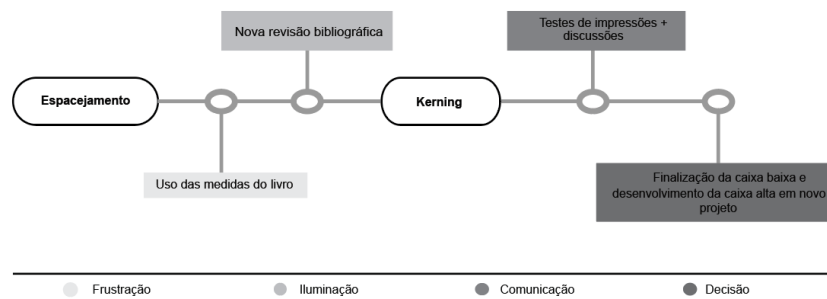 Nova revisão bibliográfica
Testes de impressões +
discussões
Espacejamento
Kerning
Uso das medidas do livro
Finalização da caixa baixa e
desenvolvimento da caixa alta em novo
projeto
Frustração
Iluminação
Comunicação
Decisão